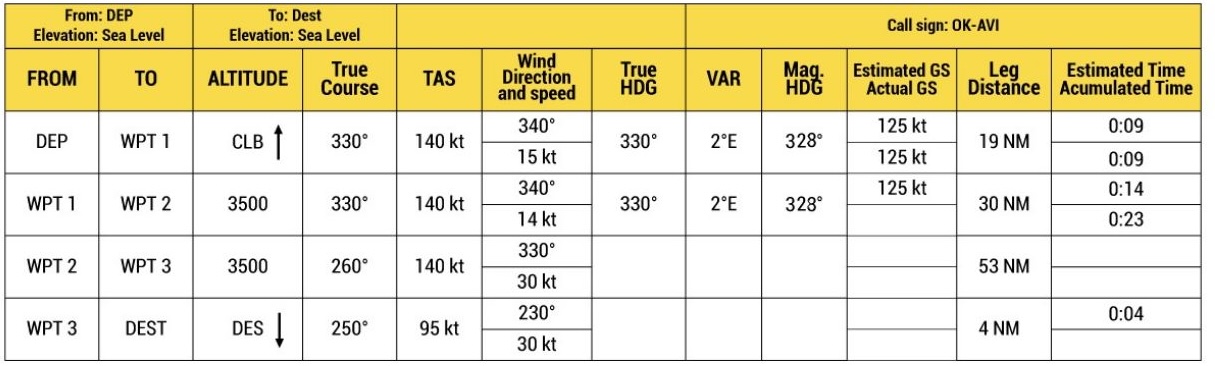 From: DEP
Elevation: Sea Level
To: Dest
Elevation: Sea Level
Call sign: OK-AVI
FROM
TO
ALTITUDE
True
Course
TAS
Wind
Direction
and speed
True
HDG
VAR
Mag.
HDG
Estimated GS
Actual GS
Leg
Distance
Estimated Time
Acumulated Time
DEP
WPT 1
CLB ↑
330°
140 kt
340°
15 kt
330°
2°E
328°
125 kt
125 kt
19 NM
0:09
0:09
WPT 1
WPT 2
3500
330°
140 kt
340°
14 kt
330°
2°E
328°
125 kt
30 NM
0:14
0:23
WPT 2
WPT 3
3500
260°
140 kt
330°
30 kt
53 NM
WPT 3
DEST
DES ↓
250°
95 kt
230°
30 kt
4 NM
0:04